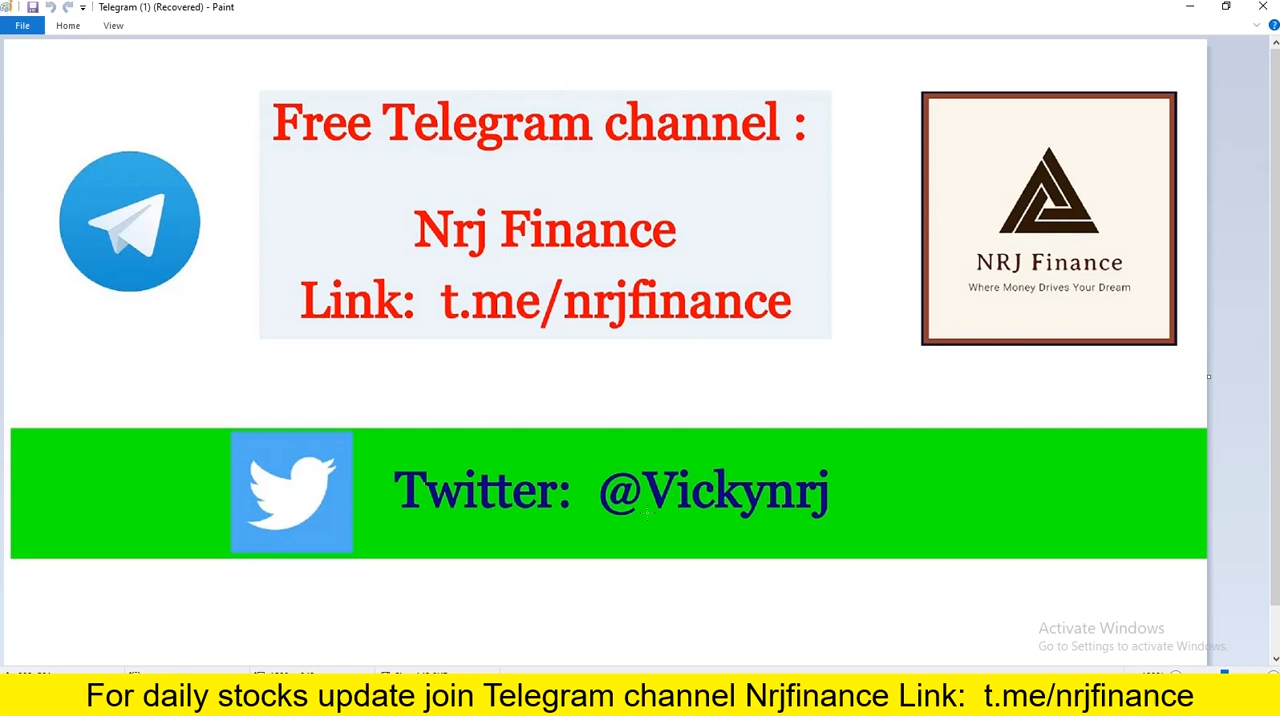 Telegram (1) (Recovered) - Paint
File Home View
Free Telegram channel :
Nrj Finance
Link: t.me/nrjfinance
NRJ Finance
Where Money Drives Your Dream
Twitter: @Vickynrj
Activate Windows
Go to Settings to activate Windows.
For daily stocks update join Telegram channel Nrjfinance Link: t.me/nrjfinance